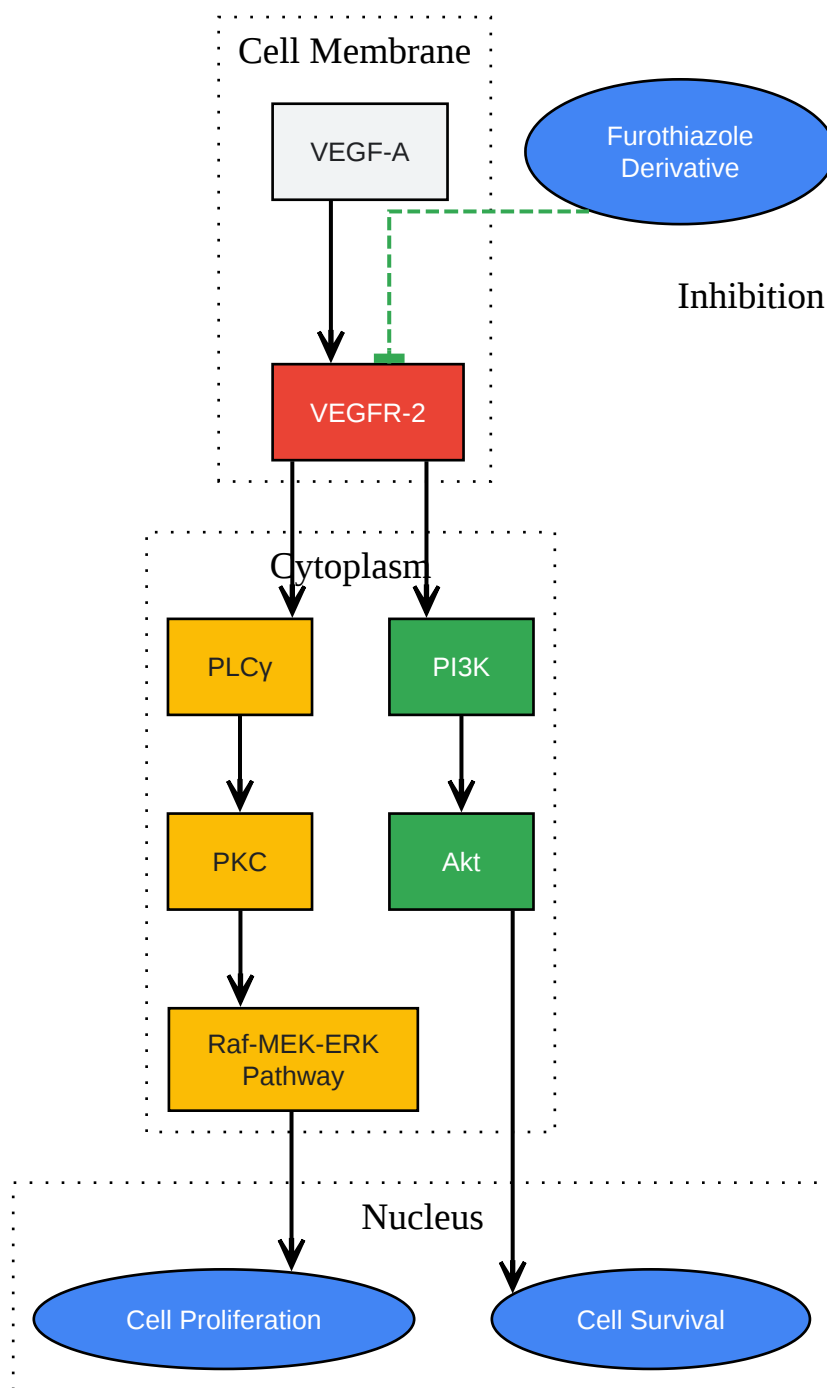 Cell Membrane
VEGF-A
Furothiazole
Derivative
Inhibition
VEGFR-2
Cytoplasm
PLCγ
PI3K
PKC
Akt
Raf-MEK-ERK
Pathway
Nucleus
Cell Proliferation
Cell Survival